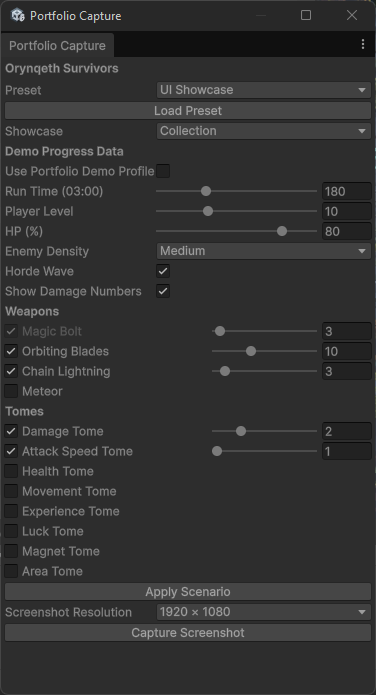 Portfolio Capture
Portfolio Capture
Orynqeth Survivors
Preset UI Showcase
Load Preset
Showcase Collection
Demo Progress Data
Use Portfolio Demo Profile
Run Time (03:00) 180
Player Level 10
HP (%) 80
Enemy Density Medium
Horde Wave
Show Damage Numbers
Weapons
Magic Bolt 3
Orbiting Blades 10
Chain Lightning 3
Meteor
Tomes
Damage Tome 2
Attack Speed Tome 1
Health Tome
Movement Tome
Experience Tome
Luck Tome
Magnet Tome
Area Tome
Apply Scenario
Screenshot Resolution 1920 × 1080
Capture Screenshot